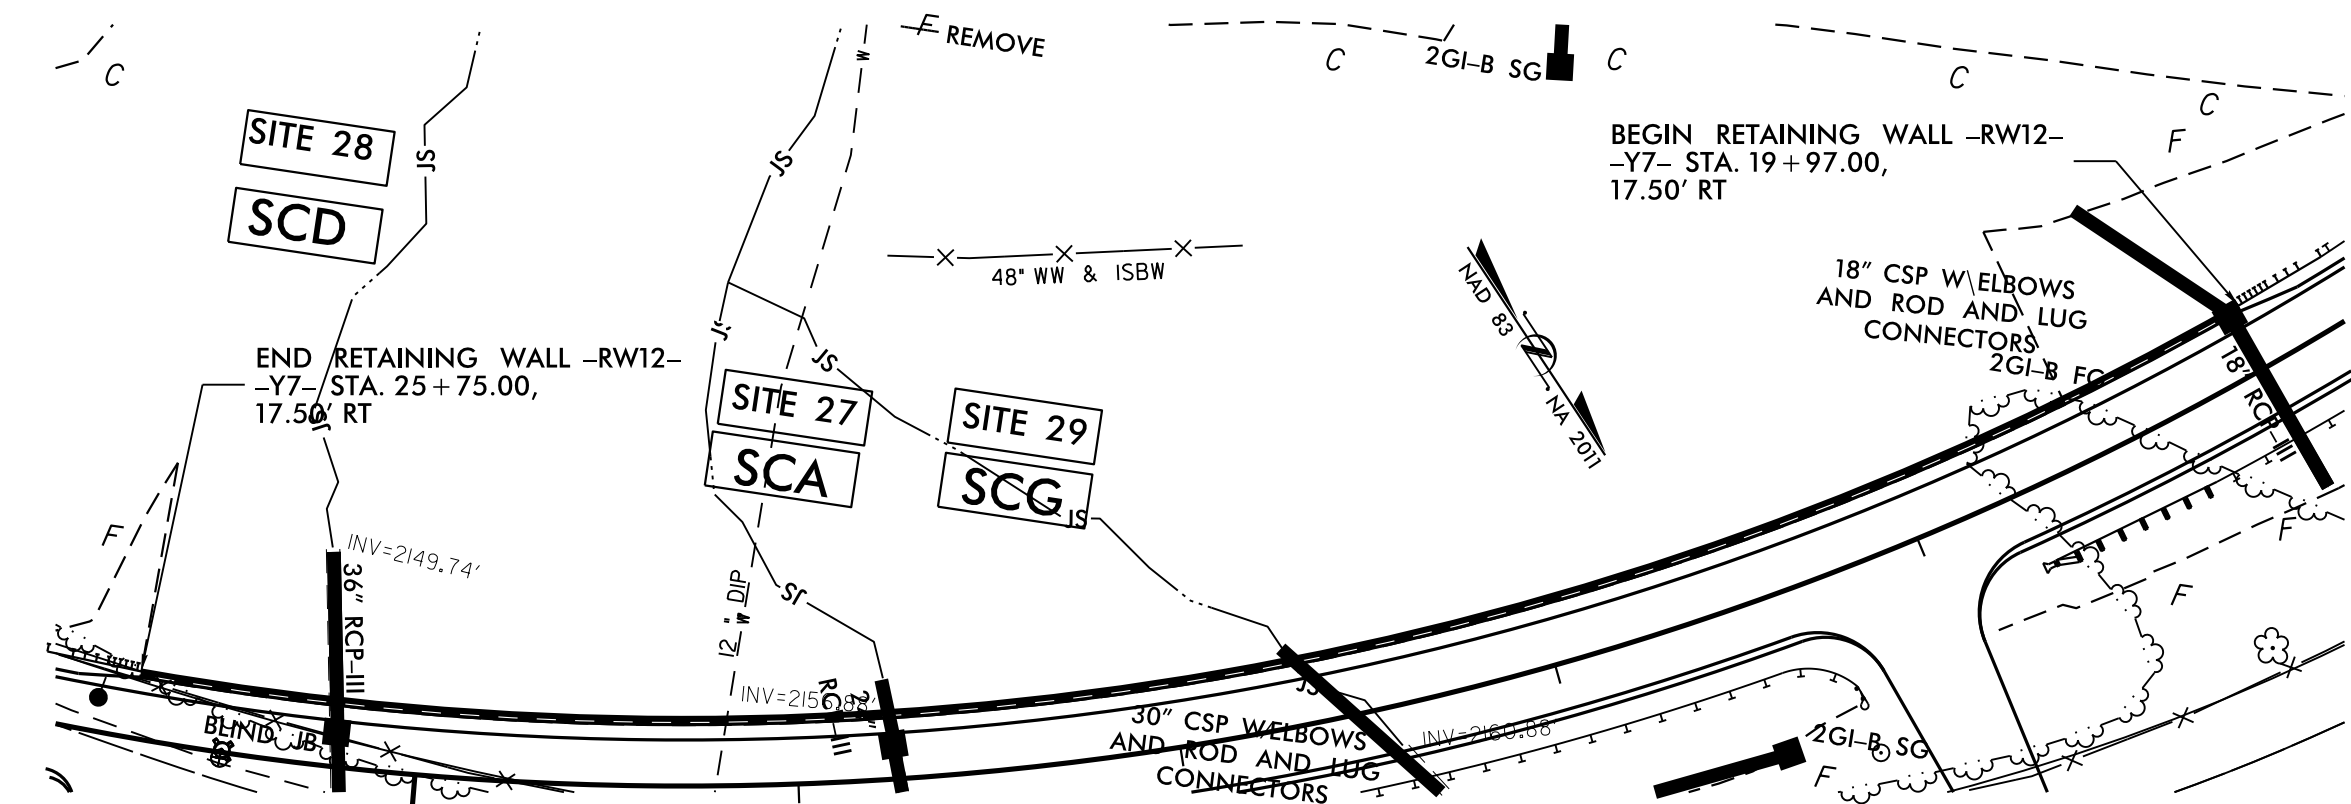 F REMOVE
C
C
2GI–B SG
C
C
C
F
SITE 28
SCD
JS
JS
W
BEGIN RETAINING WALL –RW12–
–Y7– STA. 19+97.00,
17.50' RT
48" WW & ISBW
NAD 83
NA 2011
18" CSP W\ELBOWS
AND ROD AND LUG
CONNECTORS
2GI–B FG
18" RCP–III
END RETAINING WALL –RW12–
–Y7– STA. 25+75.00,
17.50' RT
JS
JS
JS
SITE 27
SCA
SITE 29
SCG
JS
F
INV=2149.74'
36" RCP–III
12" W DIP
JS
F
F
INV=2156.88'
RCP–III
BLIND JB
JS
30" CSP W/ELBOWS
AND ROD AND LUG
CONNECTORS
INV=2160.88'
2GI–B SG
F